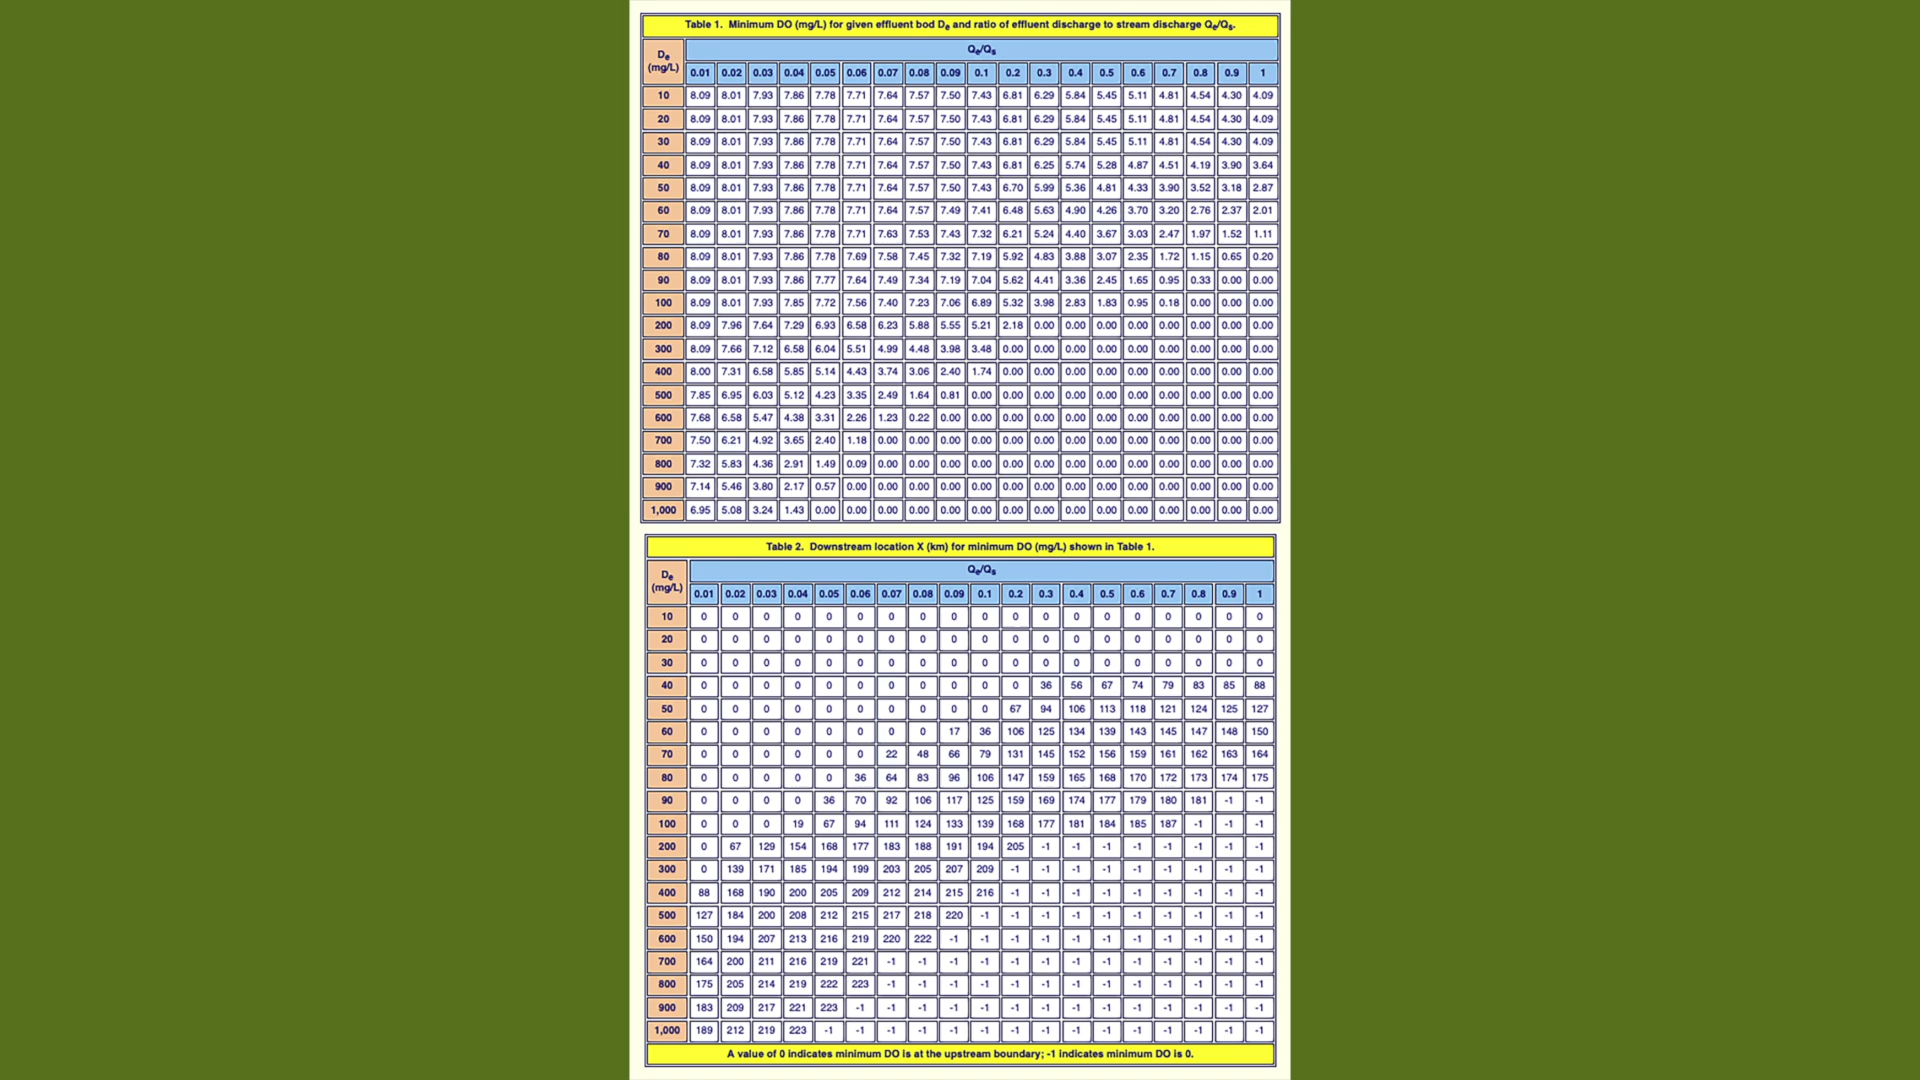 Table 1. Minimum DO (mg/L) for given effluent bod De and ratio of effluent discharge to stream discharge Qe/Qs.
De (mg/L) Qe/Qs
0.01 0.02 0.03 0.04 0.05 0.06 0.07 0.08 0.09 0.1 0.2 0.3 0.4 0.5 0.6 0.7 0.8 0.9 1
10 8.09 8.01 7.93 7.86 7.78 7.71 7.64 7.57 7.50 7.43 6.81 6.29 5.84 5.45 5.11 4.81 4.54 4.30 4.09
20 8.09 8.01 7.93 7.86 7.78 7.71 7.64 7.57 7.50 7.43 6.81 6.29 5.84 5.45 5.11 4.81 4.54 4.30 4.09
30 8.09 8.01 7.93 7.86 7.78 7.71 7.64 7.57 7.50 7.43 6.81 6.29 5.84 5.45 5.11 4.81 4.54 4.30 4.09
40 8.09 8.01 7.93 7.86 7.78 7.71 7.64 7.57 7.50 7.43 6.81 6.25 5.74 5.28 4.87 4.51 4.19 3.90 3.64
50 8.09 8.01 7.93 7.86 7.78 7.71 7.64 7.57 7.50 7.43 6.70 5.99 5.36 4.81 4.33 3.90 3.52 3.18 2.87
60 8.09 8.01 7.93 7.86 7.78 7.71 7.64 7.57 7.49 7.41 6.48 5.63 4.90 4.26 3.70 3.20 2.76 2.37 2.01
70 8.09 8.01 7.93 7.86 7.78 7.71 7.63 7.53 7.43 7.32 6.21 5.24 4.40 3.67 3.03 2.47 1.97 1.52 1.11
80 8.09 8.01 7.93 7.86 7.78 7.69 7.58 7.45 7.32 7.19 5.92 4.83 3.88 3.07 2.35 1.72 1.15 0.65 0.20
90 8.09 8.01 7.93 7.86 7.77 7.64 7.49 7.34 7.19 7.04 5.62 4.41 3.36 2.45 1.65 0.95 0.33 0.00 0.00
100 8.09 8.01 7.93 7.85 7.72 7.56 7.40 7.23 7.06 6.89 5.32 3.98 2.83 1.83 0.95 0.18 0.00 0.00 0.00
200 8.09 7.96 7.64 7.29 6.93 6.58 6.23 5.88 5.55 5.21 2.18 0.00 0.00 0.00 0.00 0.00 0.00 0.00 0.00
300 8.09 7.66 7.12 6.58 6.04 5.51 4.99 4.48 3.98 3.48 0.00 0.00 0.00 0.00 0.00 0.00 0.00 0.00 0.00
400 8.00 7.31 6.58 5.85 5.14 4.43 3.74 3.06 2.40 1.74 0.00 0.00 0.00 0.00 0.00 0.00 0.00 0.00 0.00
500 7.85 6.95 6.03 5.12 4.23 3.35 2.49 1.64 0.81 0.00 0.00 0.00 0.00 0.00 0.00 0.00 0.00 0.00 0.00
600 7.68 6.58 5.47 4.38 3.31 2.26 1.23 0.22 0.00 0.00 0.00 0.00 0.00 0.00 0.00 0.00 0.00 0.00 0.00
700 7.50 6.21 4.92 3.65 2.40 1.18 0.00 0.00 0.00 0.00 0.00 0.00 0.00 0.00 0.00 0.00 0.00 0.00 0.00
800 7.32 5.83 4.36 2.91 1.49 0.09 0.00 0.00 0.00 0.00 0.00 0.00 0.00 0.00 0.00 0.00 0.00 0.00 0.00
900 7.14 5.46 3.80 2.17 0.57 0.00 0.00 0.00 0.00 0.00 0.00 0.00 0.00 0.00 0.00 0.00 0.00 0.00 0.00
1,000 6.95 5.08 3.24 1.43 0.00 0.00 0.00 0.00 0.00 0.00 0.00 0.00 0.00 0.00 0.00 0.00 0.00 0.00 0.00
Table 2. Downstream location X (km) for minimum DO (mg/L) shown in Table 1.
De (mg/L) Qe/Qs
0.01 0.02 0.03 0.04 0.05 0.06 0.07 0.08 0.09 0.1 0.2 0.3 0.4 0.5 0.6 0.7 0.8 0.9 1
10 0 0 0 0 0 0 0 0 0 0 0 0 0 0 0 0 0 0 0
20 0 0 0 0 0 0 0 0 0 0 0 0 0 0 0 0 0 0 0
30 0 0 0 0 0 0 0 0 0 0 0 0 0 0 0 0 0 0 0
40 0 0 0 0 0 0 0 0 0 0 0 36 56 67 74 79 83 85 88
50 0 0 0 0 0 0 0 0 0 0 67 94 106 113 118 121 124 125 127
60 0 0 0 0 0 0 0 0 17 36 106 125 134 139 143 145 147 148 150
70 0 0 0 0 0 0 22 48 66 79 131 145 152 156 159 161 162 163 164
80 0 0 0 0 0 36 64 83 96 106 147 159 165 168 170 172 173 174 175
90 0 0 0 0 36 70 92 106 117 125 159 169 174 177 179 180 181 -1 -1
100 0 0 0 19 67 94 111 124 133 139 168 177 181 184 185 187 -1 -1 -1
200 0 67 129 154 168 177 183 188 191 194 205 -1 -1 -1 -1 -1 -1 -1 -1
300 0 139 171 185 194 199 203 205 207 209 -1 -1 -1 -1 -1 -1 -1 -1 -1
400 88 168 190 200 205 209 212 214 215 216 -1 -1 -1 -1 -1 -1 -1 -1 -1
500 127 184 200 208 212 215 217 218 220 -1 -1 -1 -1 -1 -1 -1 -1 -1 -1
600 150 194 207 213 216 219 220 222 -1 -1 -1 -1 -1 -1 -1 -1 -1 -1 -1
700 164 200 211 216 219 221 -1 -1 -1 -1 -1 -1 -1 -1 -1 -1 -1 -1 -1
800 175 205 214 219 222 223 -1 -1 -1 -1 -1 -1 -1 -1 -1 -1 -1 -1 -1
900 183 209 217 221 223 -1 -1 -1 -1 -1 -1 -1 -1 -1 -1 -1 -1 -1 -1
1,000 189 212 219 223 -1 -1 -1 -1 -1 -1 -1 -1 -1 -1 -1 -1 -1 -1 -1
A value of 0 indicates minimum DO is at the upstream boundary; -1 indicates minimum DO is 0.